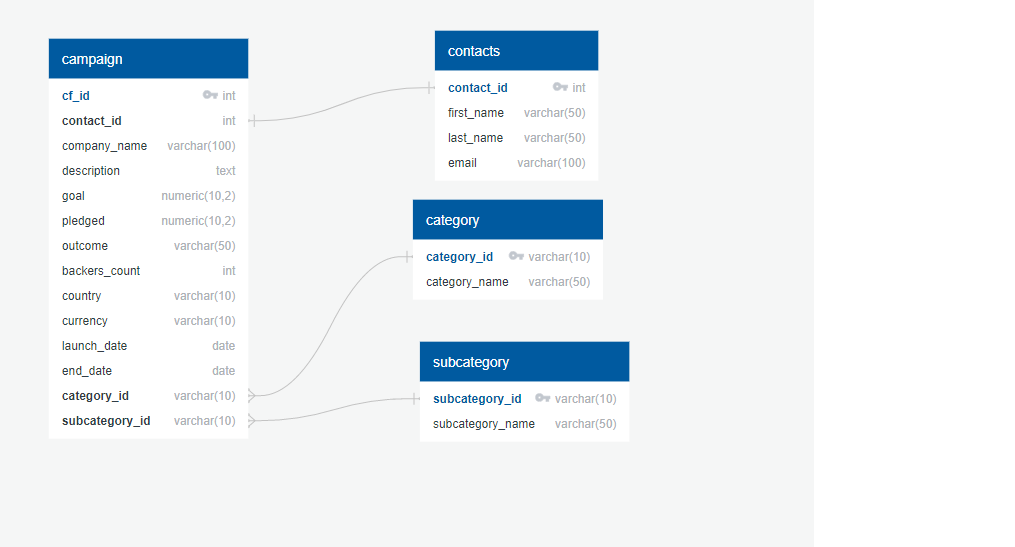 campaign
cf_id int
contact_id int
company_name varchar(100)
description text
goal numeric(10,2)
pledged numeric(10,2)
outcome varchar(50)
backers_count int
country varchar(10)
currency varchar(10)
launch_date date
end_date date
category_id varchar(10)
subcategory_id varchar(10)
contacts
contact_id int
first_name varchar(50)
last_name varchar(50)
email varchar(100)
category
category_id varchar(10)
category_name varchar(50)
subcategory
subcategory_id varchar(10)
subcategory_name varchar(50)